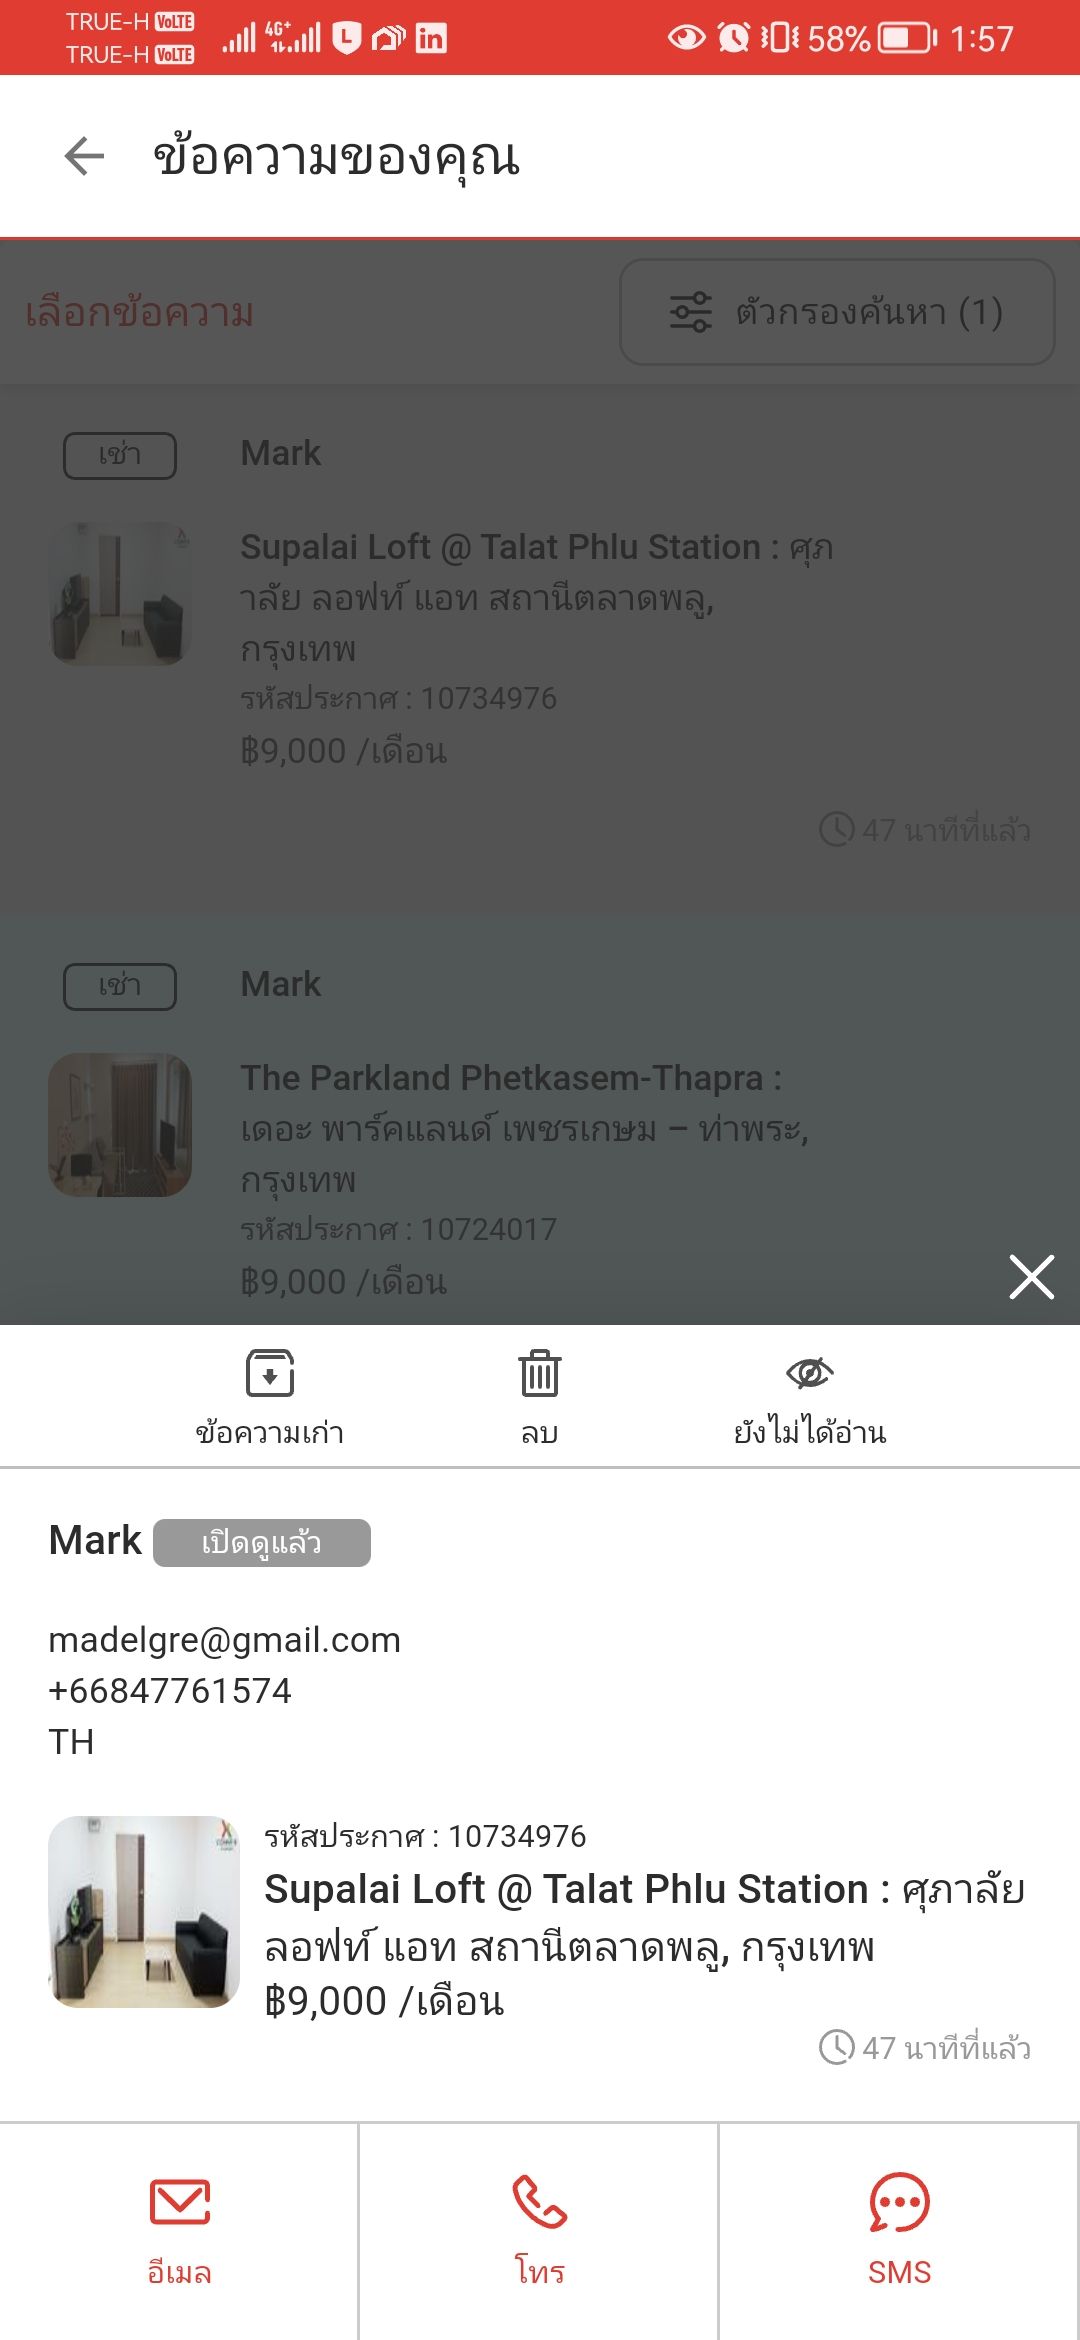 TRUE-H VoLTE
TRUE-H VoLTE
4G+
58%
1:57
ข้อความของคุณ
เลือกข้อความ
ตัวกรองค้นหา (1)
เช่า
Mark
Supalai Loft @ Talat Phlu Station : ศุภ
าลัย ลอฟท์ แอท สถานีตลาดพลู,
กรุงเทพ
รหัสประกาศ : 10734976
฿9,000 /เดือน
47 นาทีที่แล้ว
เช่า
Mark
The Parkland Phetkasem-Thapra :
เดอะ พาร์คแลนด์ เพชรเกษม – ท่าพระ,
กรุงเทพ
รหัสประกาศ : 10724017
฿9,000 /เดือน
ข้อความเก่า
ลบ
ยังไม่ได้อ่าน
Mark เปิดดูแล้ว
madelgre@gmail.com
+66847761574
TH
รหัสประกาศ : 10734976
Supalai Loft @ Talat Phlu Station : ศุภาลัย
ลอฟท์ แอท สถานีตลาดพลู, กรุงเทพ
฿9,000 /เดือน
47 นาทีที่แล้ว
อีเมล
โทร
SMS